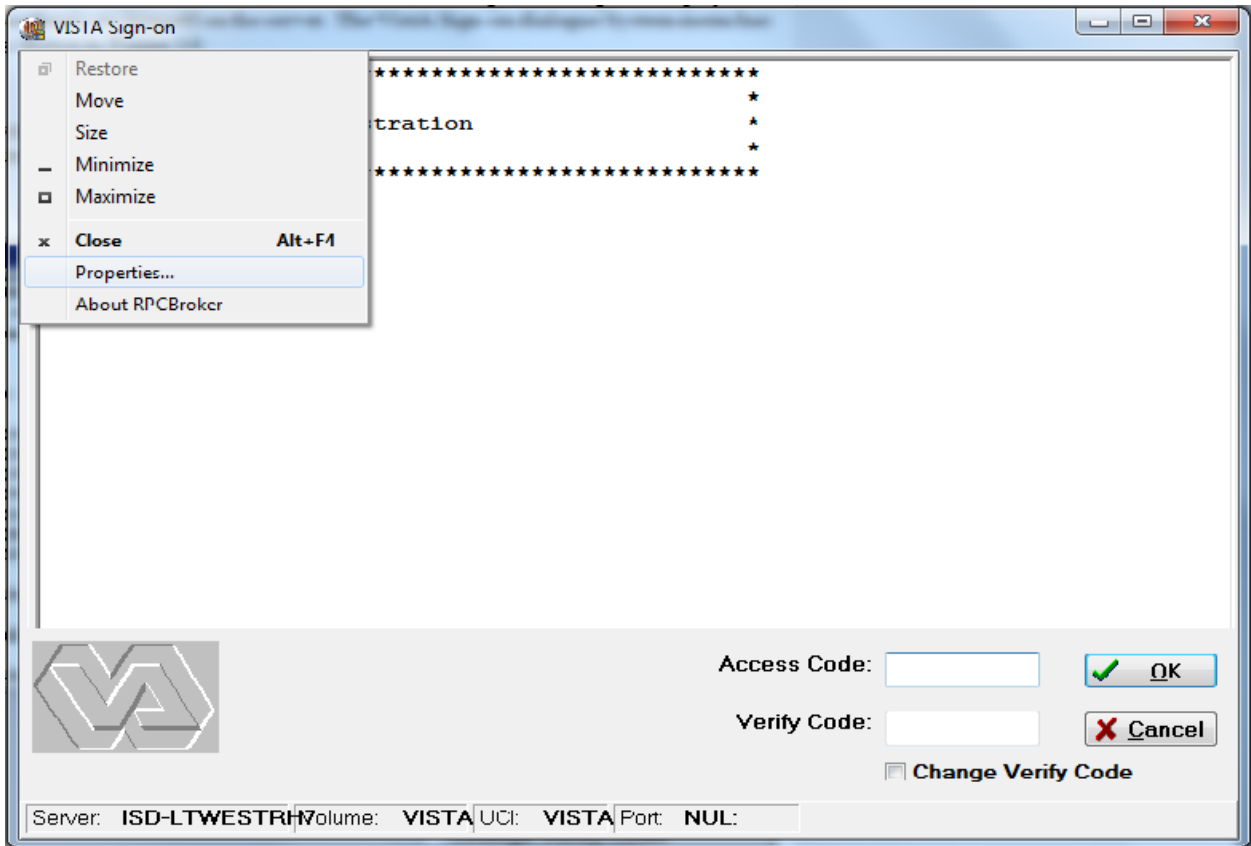 VISTA Sign-on
Restore
Move
Size
Minimize
Maximize
Close Alt+F4
Properties...
About RPCBroker
***************************
*
tration *
*
***************************
Access Code:
OK
Verify Code:
Cancel
Change Verify Code
Server: ISD-LTWESTRH Volume: VISTA UCI: VISTA Port: NUL: